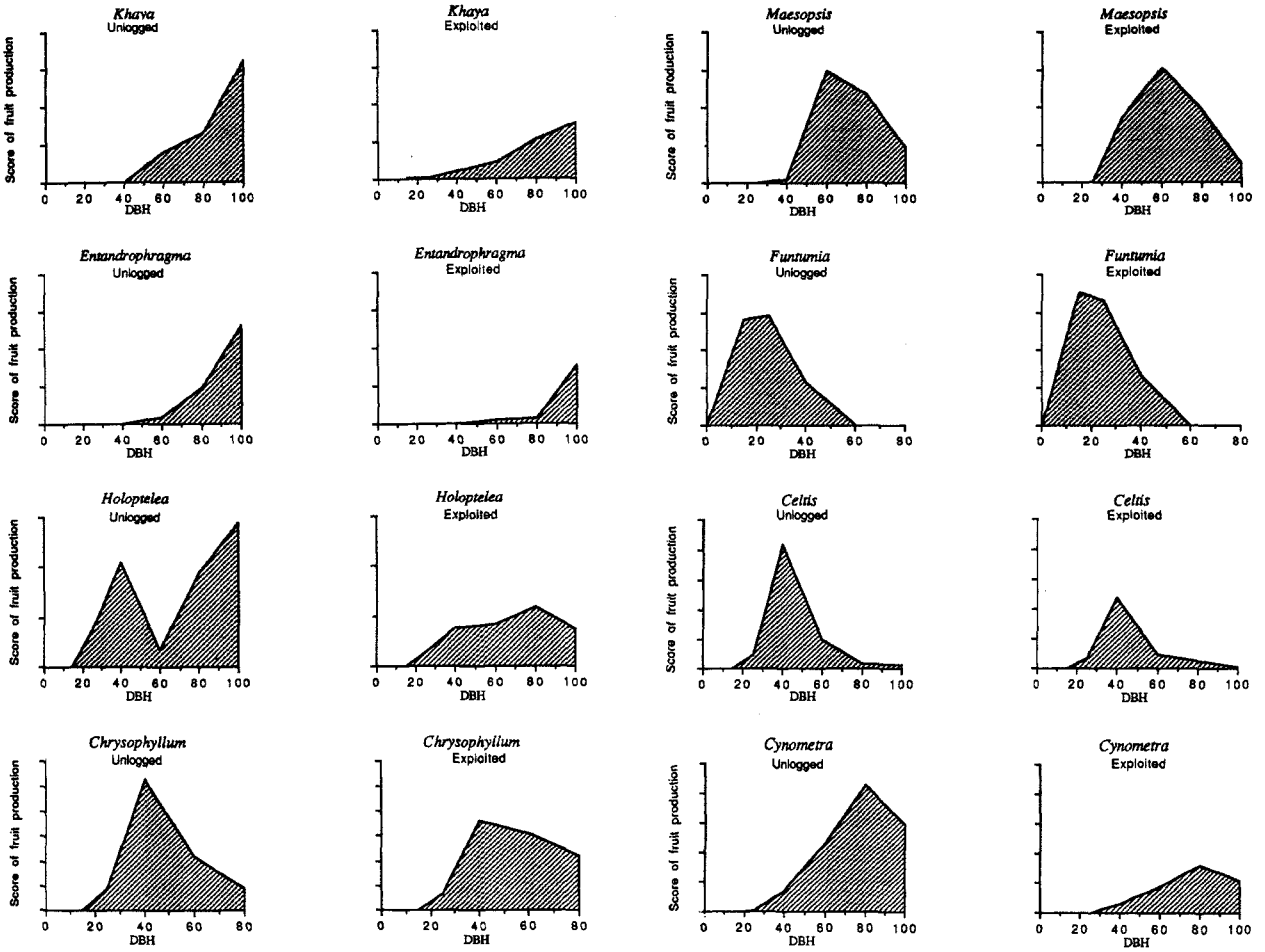 Khaya
Unlogged
Score of fruit production
0 20 40 60 80 100
DBH
Khaya
Exploited
0 20 40 60 80 100
DBH
Maesopsis
Unlogged
Score of fruit production
0 20 40 60 80 100
DBH
Maesopsis
Exploited
0 20 40 60 80 100
DBH
Entandrophragma
Unlogged
Score of fruit production
0 20 40 60 80 100
DBH
Entandrophragma
Exploited
0 20 40 60 80 100
DBH
Funtumia
Unlogged
Score of fruit production
0 20 40 60 80
DBH
Funtumia
Exploited
0 20 40 60 80
DBH
Holoptelea
Unlogged
Score of fruit production
0 20 40 60 80 100
DBH
Holoptelea
Exploited
0 20 40 60 80 100
DBH
Celtis
Unlogged
Score of fruit production
0 20 40 60 80 100
DBH
Celtis
Exploited
0 20 40 60 80 100
DBH
Chrysophyllum
Unlogged
Score of fruit production
0 20 40 60 80
DBH
Chrysophyllum
Exploited
0 20 40 60 80
DBH
Cynometra
Unlogged
Score of fruit production
0 20 40 60 80 100
DBH
Cynometra
Exploited
0 20 40 60 80 100
DBH